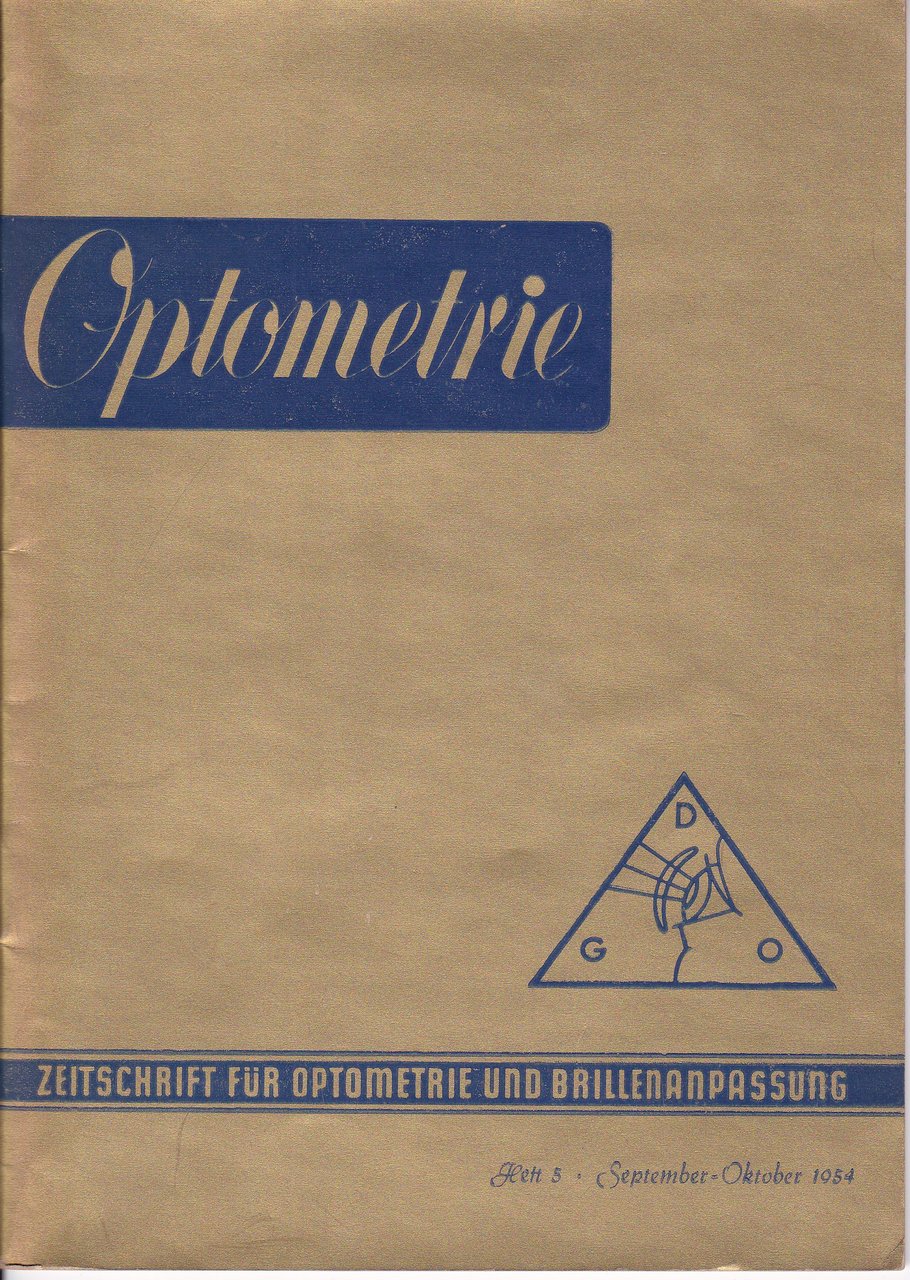 Optometrie
D
G O
ZEITSCHRIFT FÜR OPTOMETRIE UND BRILLENANPASSUNG
Heft 5 · September-Oktober 1954